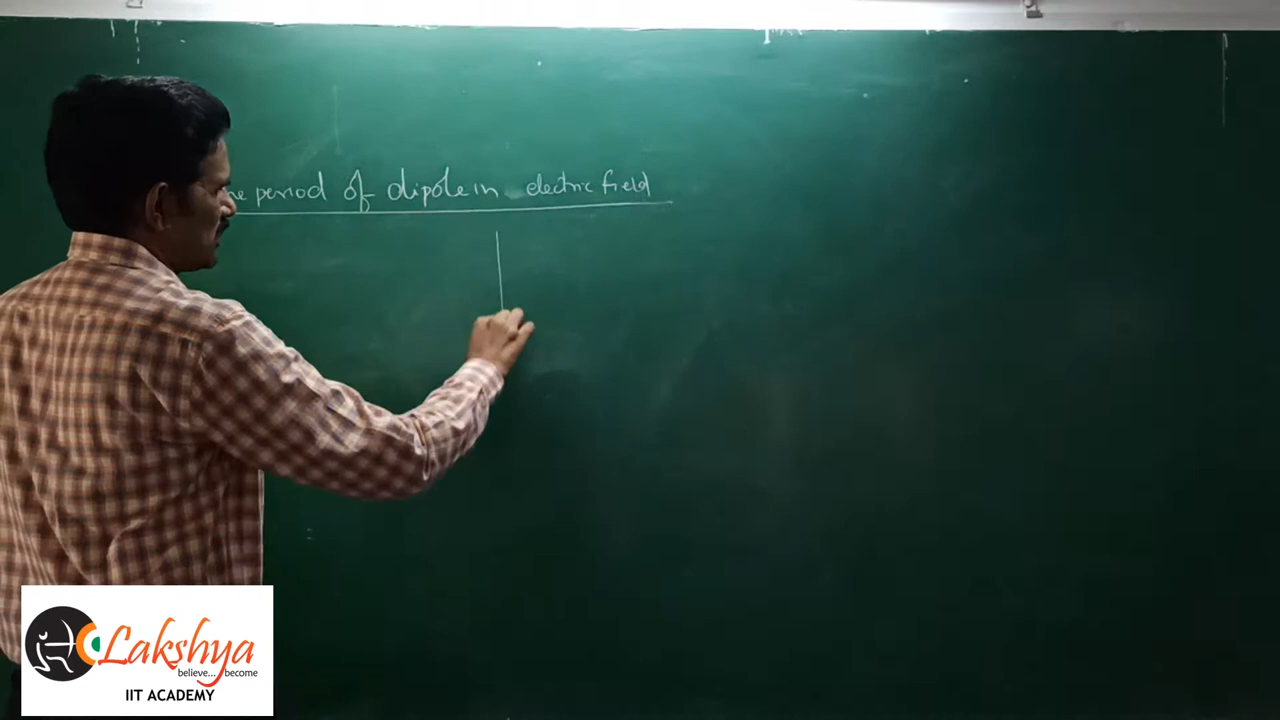 period of dipole in electric field
Lakshya
believe... become
IIT ACADEMY